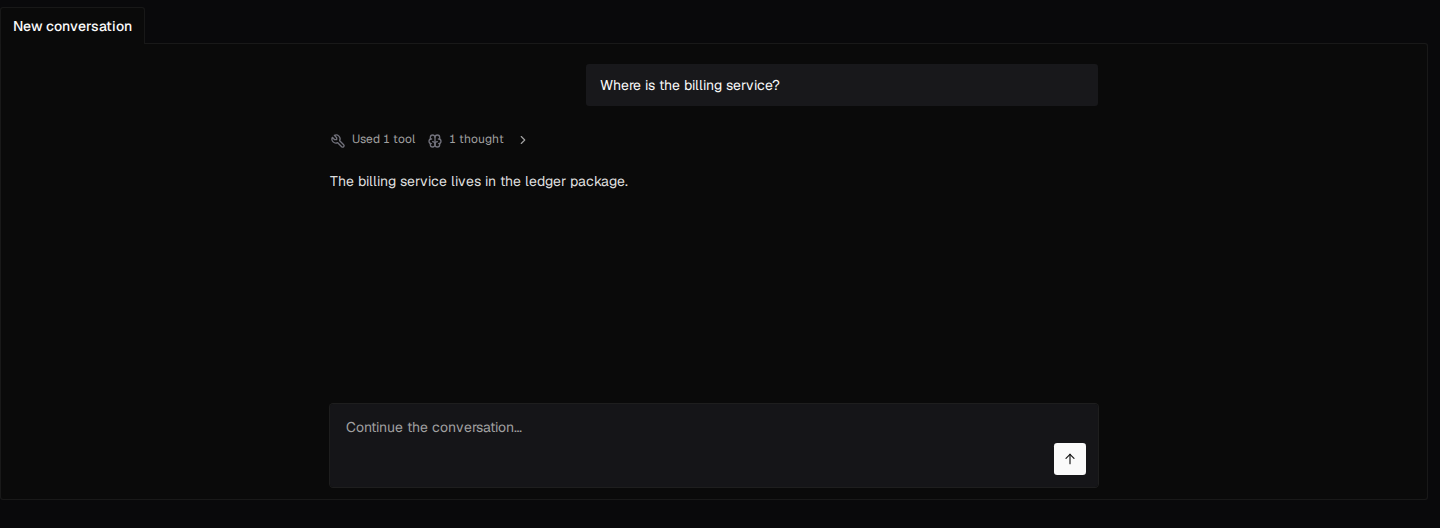 New conversation
Where is the billing service?
Used 1 tool 1 thought
The billing service lives in the ledger package.
Continue the conversation...